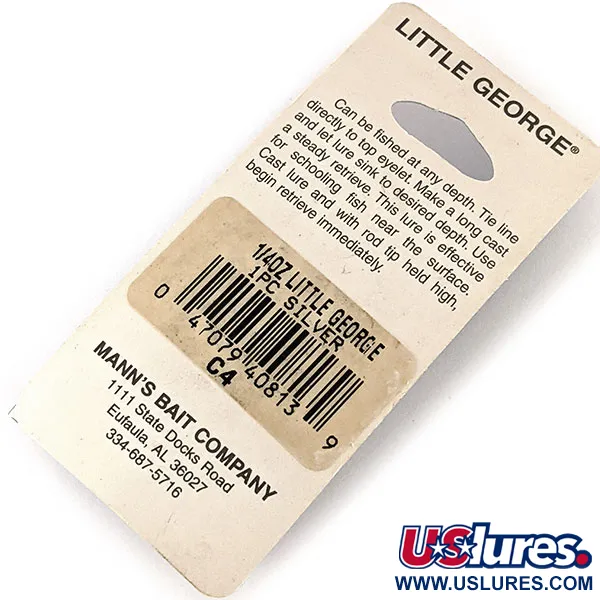 LITTLE GEORGE®
Can be fished at any depth. Tie line
directly to top eyelet. Make a long cast
and let lure sink to desired depth. Use
a steady retrieve. This lure is effective
for schooling fish near the surface.
Cast lure and with rod tip held high,
begin retrieve immediately.
1/4OZ LITTLE GEORGE
1PC SILVER
0 47079 40813 9
C4
MANN'S BAIT COMPANY
1111 State Docks Road
Eufaula, AL 36027
334-687-5716
USlures.
WWW.USLURES.COM